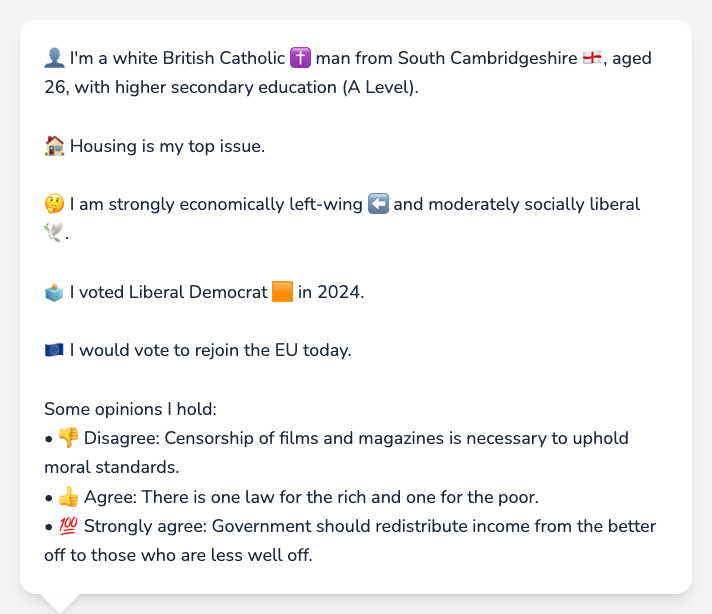 👤 I'm a white British Catholic ✝️ man from South Cambridgeshire 🏴󠁧󠁢󠁥󠁮󠁧󠁿, aged
26, with higher secondary education (A Level).
🏠 Housing is my top issue.
🤔 I am strongly economically left-wing ⬅️ and moderately socially liberal
🕊️.
🗳️ I voted Liberal Democrat 🟧 in 2024.
🇪🇺 I would vote to rejoin the EU today.
Some opinions I hold:
• 👎 Disagree: Censorship of films and magazines is necessary to uphold
moral standards.
• 👍 Agree: There is one law for the rich and one for the poor.
• 💯 Strongly agree: Government should redistribute income from the better
off to those who are less well off.